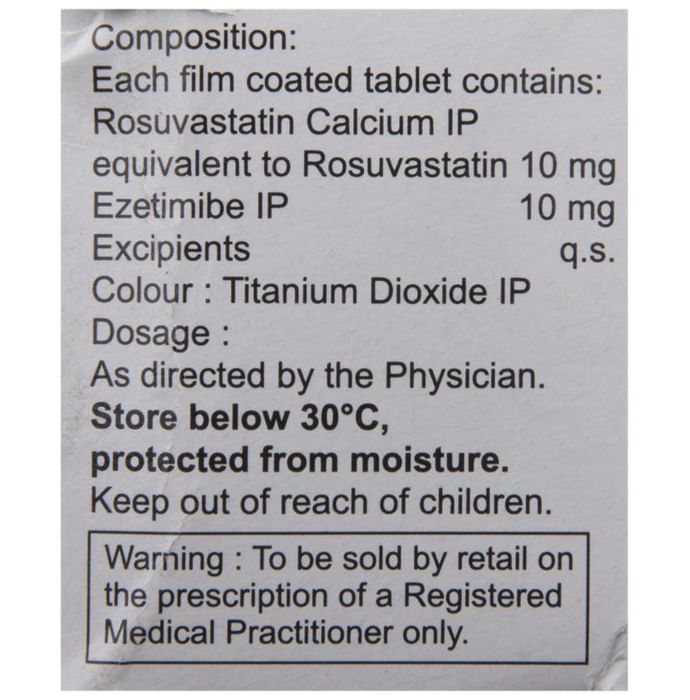 Composition:
Each film coated tablet contains:
Rosuvastatin Calcium IP
equivalent to Rosuvastatin 10 mg
Ezetimibe IP 10 mg
Excipients q.s.
Colour : Titanium Dioxide IP
Dosage :
As directed by the Physician.
Store below 30°C,
protected from moisture.
Keep out of reach of children.
Warning : To be sold by retail on
the prescription of a Registered
Medical Practitioner only.